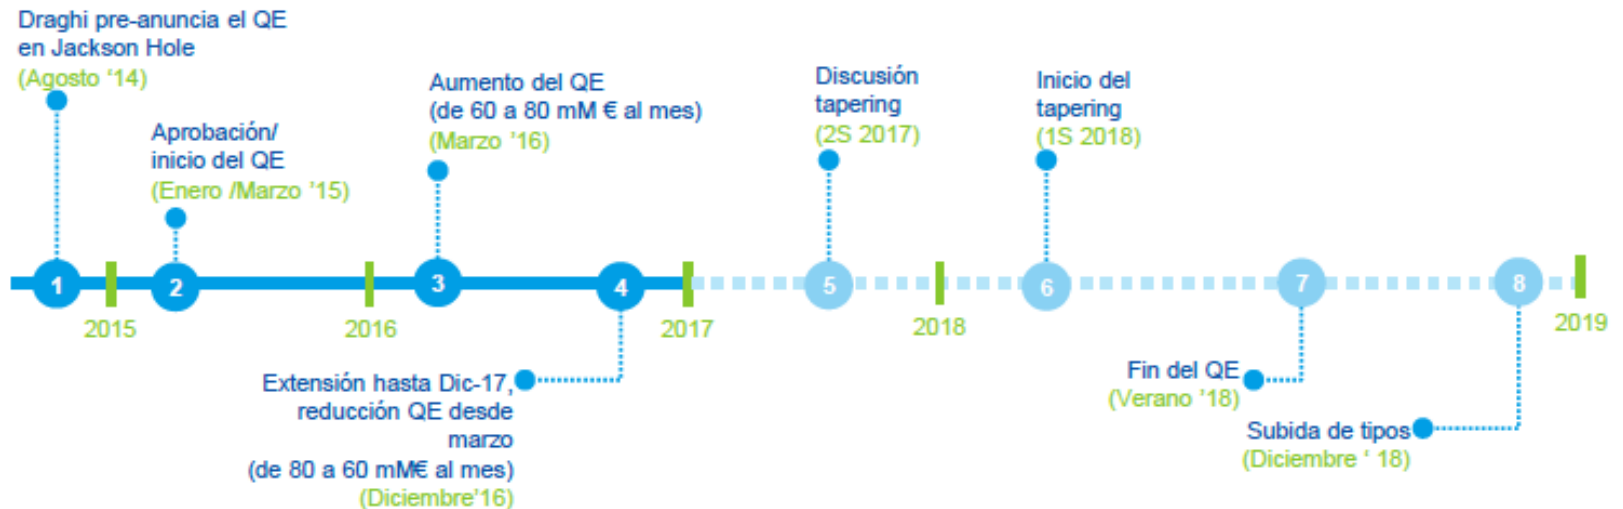 Draghi pre-anuncia el QE
en Jackson Hole
(Agosto ‘14)
Aprobación/
inicio del QE
(Enero /Marzo ’15)
Aumento del QE
(de 60 a 80 mM € al mes)
(Marzo ’16)
Discusión
tapering
(2S 2017)
Inicio del
tapering
(1S 2018)
1
2
3
4
5
6
7
8
2015
2016
2017
2018
2019
Extensión hasta Dic-17,
reducción QE desde
marzo
(de 80 a 60 mM€ al mes)
(Diciembre’16)
Fin del QE
(Verano ’18)
Subida de tipos
(Diciembre ‘ 18)